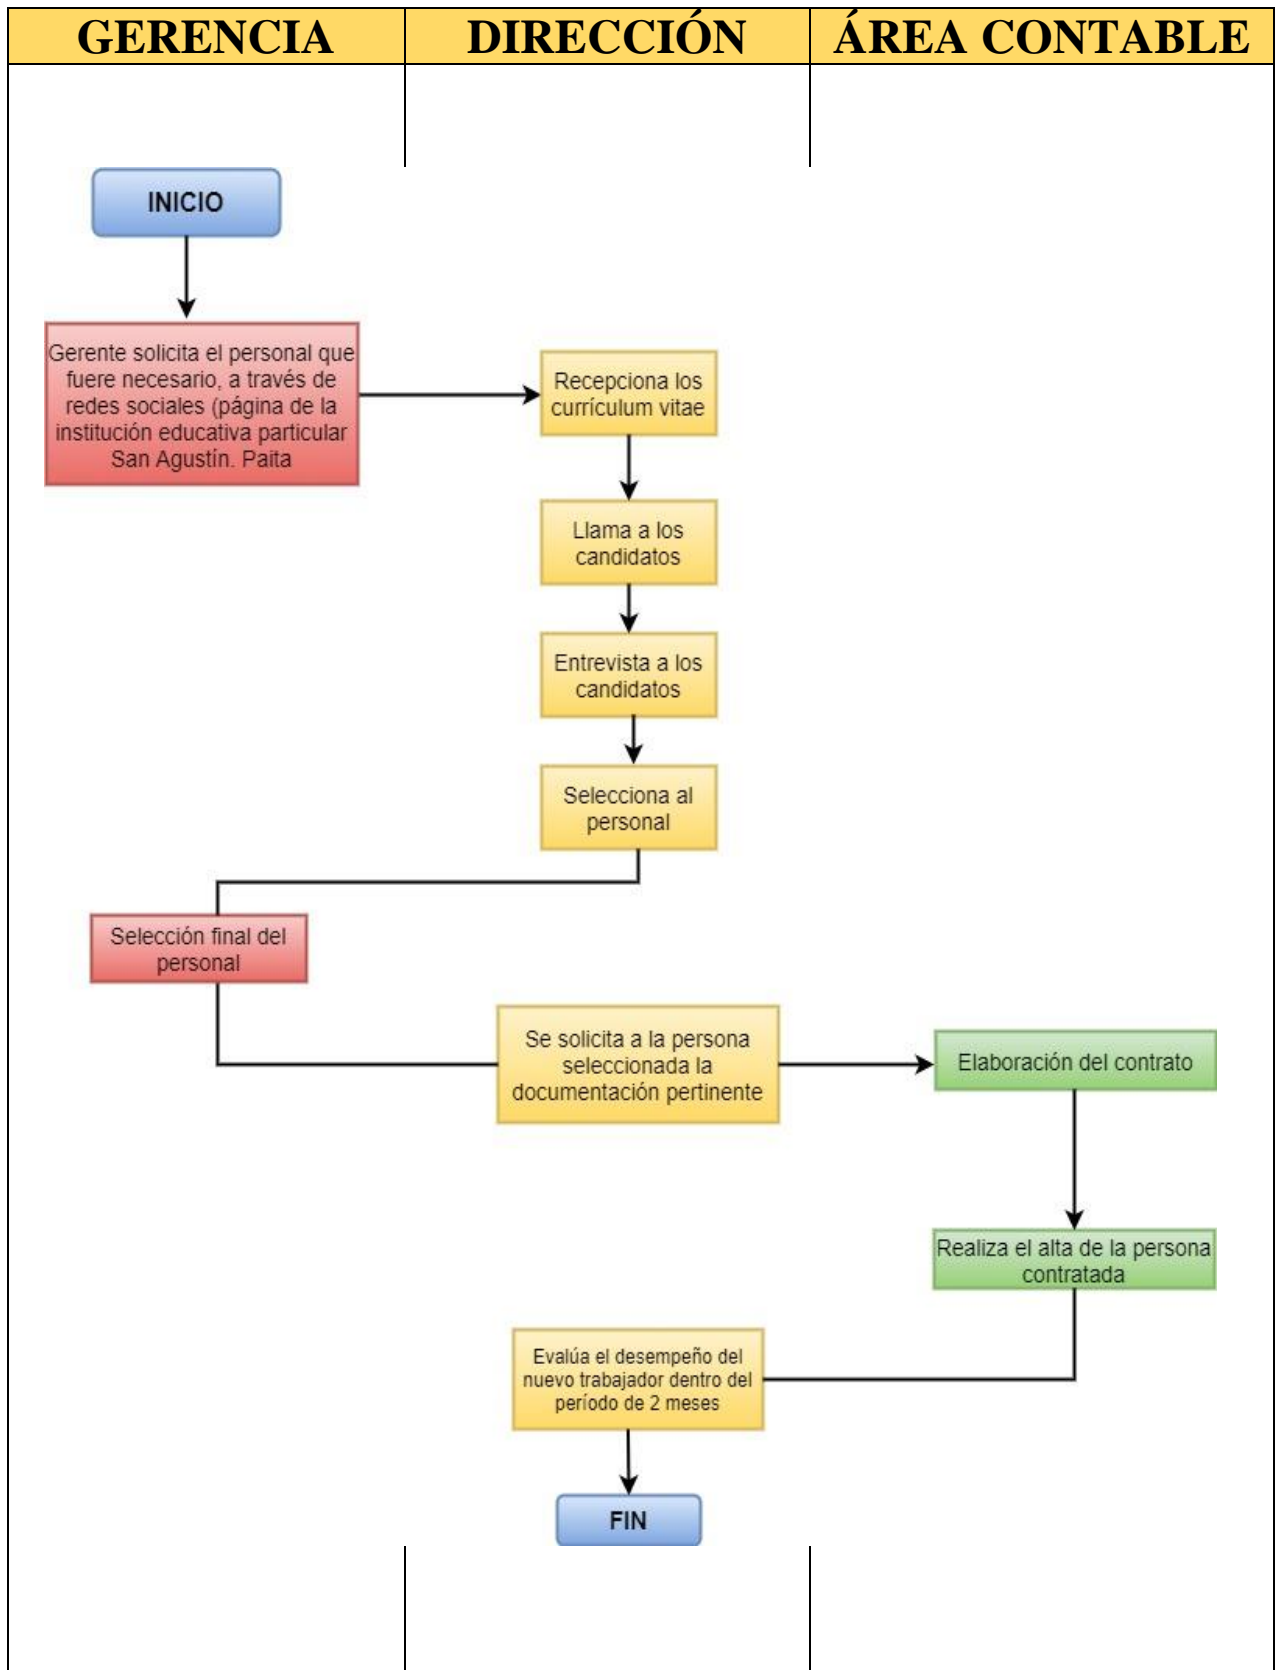 GERENCIA
DIRECCIÓN
ÁREA CONTABLE
INICIO
Gerente solicita el personal que
fuere necesario, a través de
redes sociales (página de la
institución educativa particular
San Agustín. Paita
Recepciona los
currículum vitae
Llama a los
candidatos
Entrevista a los
candidatos
Selecciona al
personal
Selección final del
personal
Se solicita a la persona
seleccionada la
documentación pertinente
Elaboración del contrato
Realiza el alta de la persona
contratada
Evalúa el desempeño del
nuevo trabajador dentro del
período de 2 meses
FIN